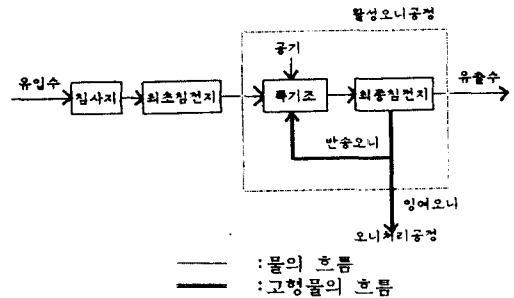 활성오니공정
공기
유입수
침사지
최초침전지
폭기조
최종침전지
유출수
반송오니
잉여오니
오니처리공정
:물의 흐름
:고형물의 흐름